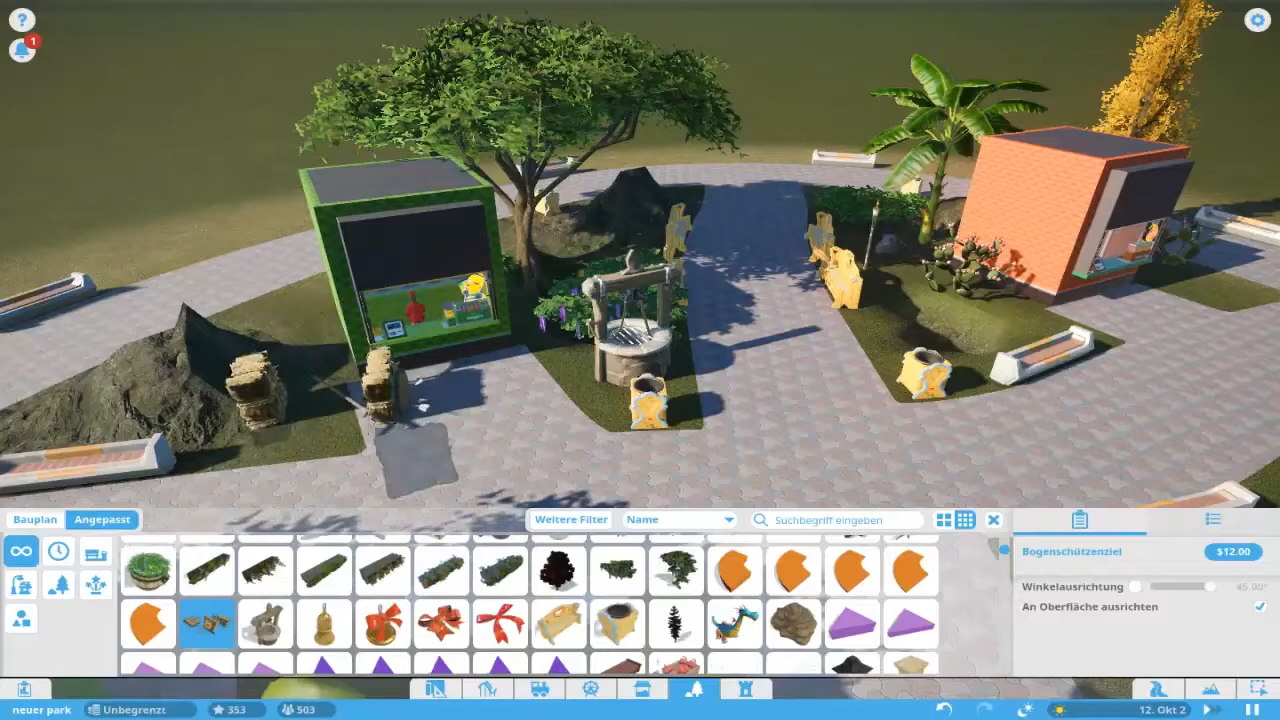 ?
1
Bauplan Angepasst Weitere Filter Name Suchbegriff eingeben
Bogenschützenziel $12.00
Winkelausrichtung 45.00°
An Oberfläche ausrichten
neuer park Unbegrenzt 353 503 12. Okt 2